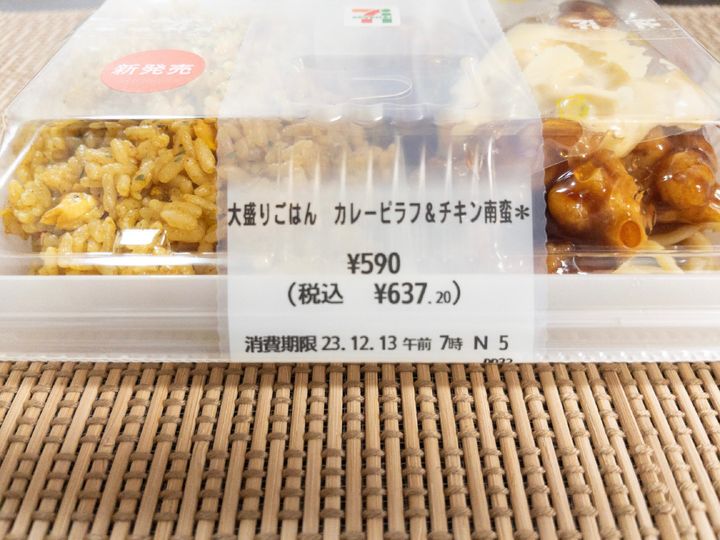 新発売
大盛りごはん カレーピラフ&チキン南蛮*
¥590
(税込 ¥637.20)
消費期限 23.12.13 午前 7時 N 5